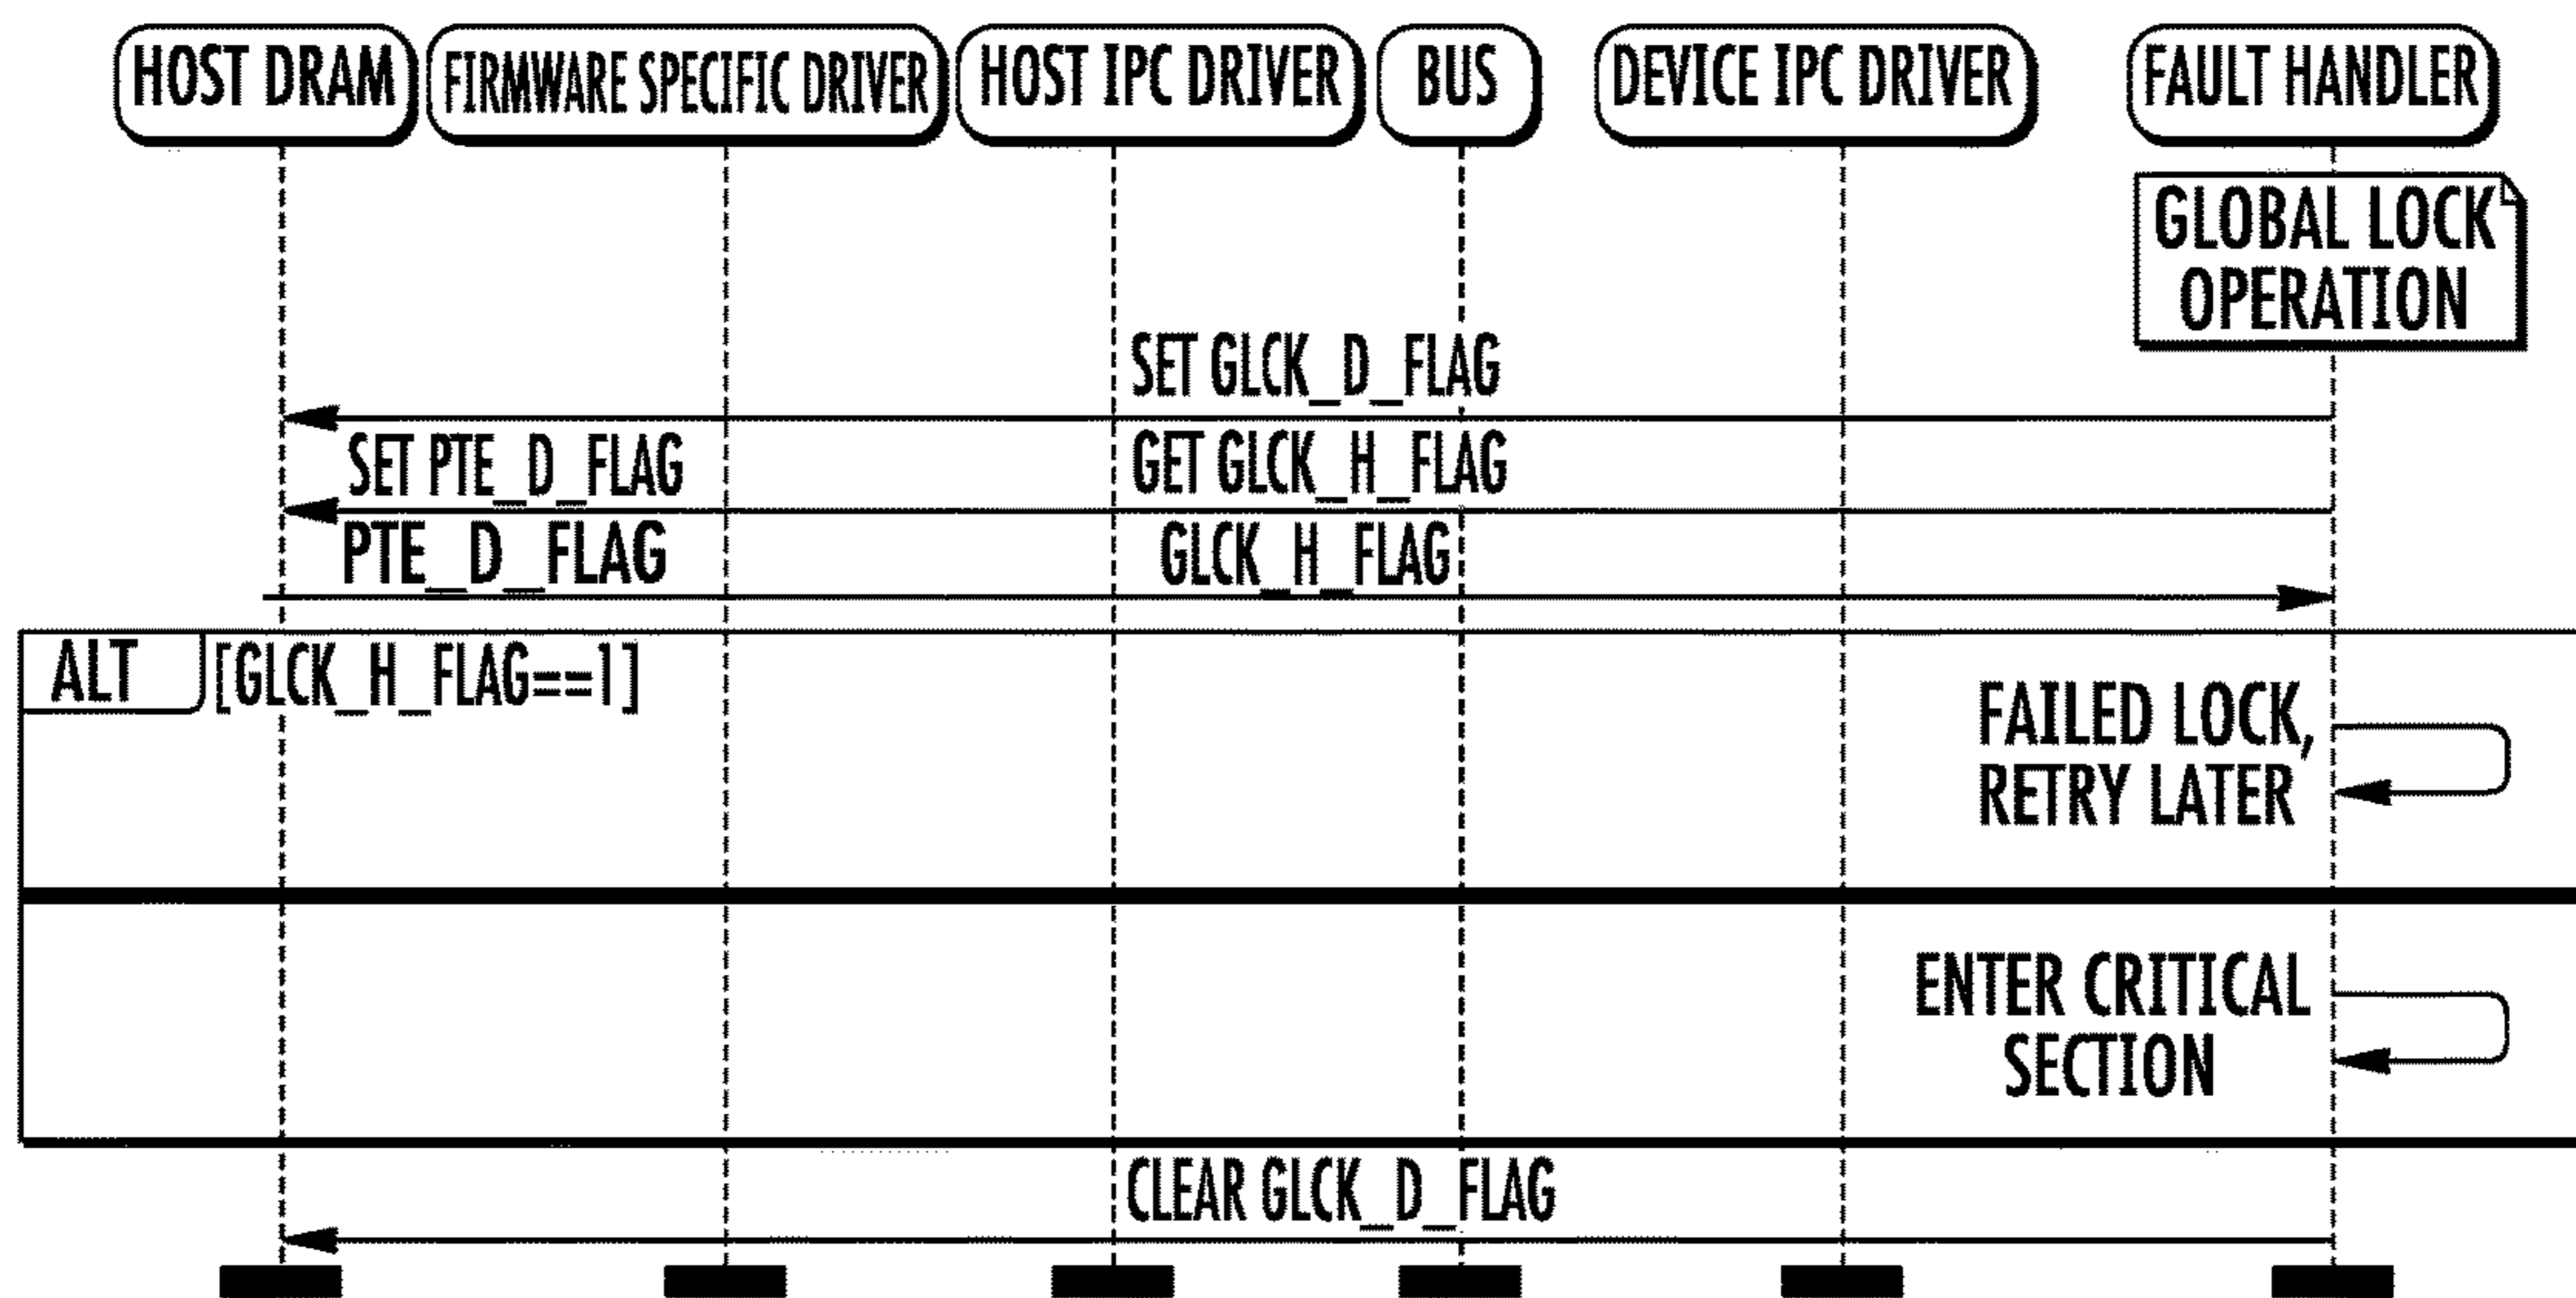 HOST DRAM
FIRMWARE SPECIFIC DRIVER
HOST IPC DRIVER
BUS
DEVICE IPC DRIVER
FAULT HANDLER
GLOBAL LOCK
OPERATION
SET GLCK_D_FLAG
SET PTE_D_FLAG
GET GLCK_H_FLAG
PTE_D_FLAG
GLCK_H_FLAG
ALT
[GLCK_H_FLAG==1]
FAILED LOCK,
RETRY LATER
ENTER CRITICAL
SECTION
CLEAR GLCK_D_FLAG